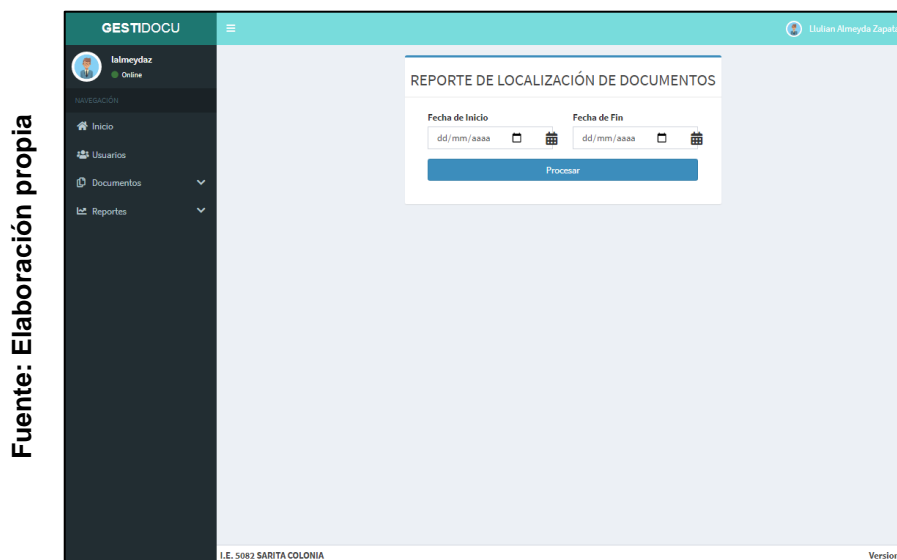 Fuente: Elaboración propia
GESTIDOCU
Llulian Almeyda Zapata
lalmeydaz
Online
NAVEGACIÓN
Inicio
Usuarios
Documentos
Reportes
REPORTE DE LOCALIZACIÓN DE DOCUMENTOS
Fecha de Inicio
Fecha de Fin
dd/mm/aaaa
dd/mm/aaaa
Procesar
I.E. 5082 SARITA COLONIA
Version